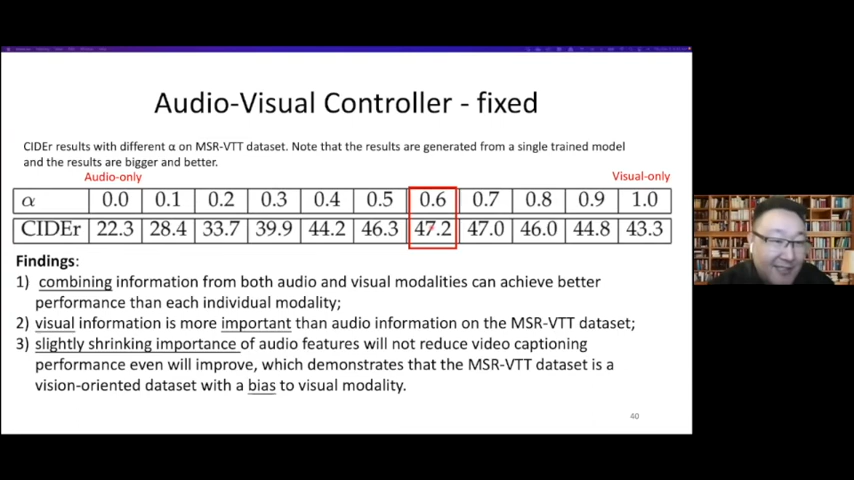 Audio-Visual Controller - fixed
CIDEr results with different α on MSR-VTT dataset. Note that the results are generated from a single trained model
and the results are bigger and better.
Audio-only Visual-only
α 0.0 0.1 0.2 0.3 0.4 0.5 0.6 0.7 0.8 0.9 1.0
CIDEr 22.3 28.4 33.7 39.9 44.2 46.3 47.2 47.0 46.0 44.8 43.3
Findings:
1) combining information from both audio and visual modalities can achieve better
performance than each individual modality;
2) visual information is more important than audio information on the MSR-VTT dataset;
3) slightly shrinking importance of audio features will not reduce video captioning
performance even will improve, which demonstrates that the MSR-VTT dataset is a
vision-oriented dataset with a bias to visual modality.
40